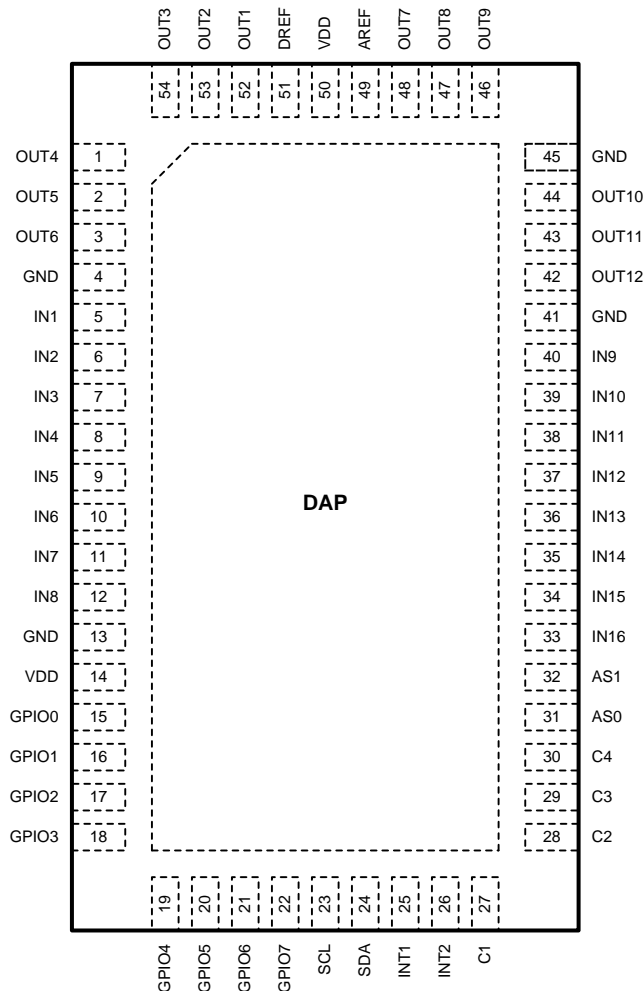 OUT3 OUT2 OUT1 DREF VDD AREF OUT7 OUT8 OUT9
54 53 52 51 50 49 48 47 46
OUT4 1 45 GND
OUT5 2 44 OUT10
OUT6 3 43 OUT11
GND 4 42 OUT12
IN1 5 41 GND
IN2 6 40 IN9
IN3 7 39 IN10
IN4 8 38 IN11
IN5 9 37 IN12
DAP
IN6 10 36 IN13
IN7 11 35 IN14
IN8 12 34 IN15
GND 13 33 IN16
VDD 14 32 AS1
GPIO0 15 31 AS0
GPIO1 16 30 C4
GPIO2 17 29 C3
GPIO3 18 28 C2
19 20 21 22 23 24 25 26 27
GPIO4 GPIO5 GPIO6 GPIO7 SCL SDA INT1 INT2 C1